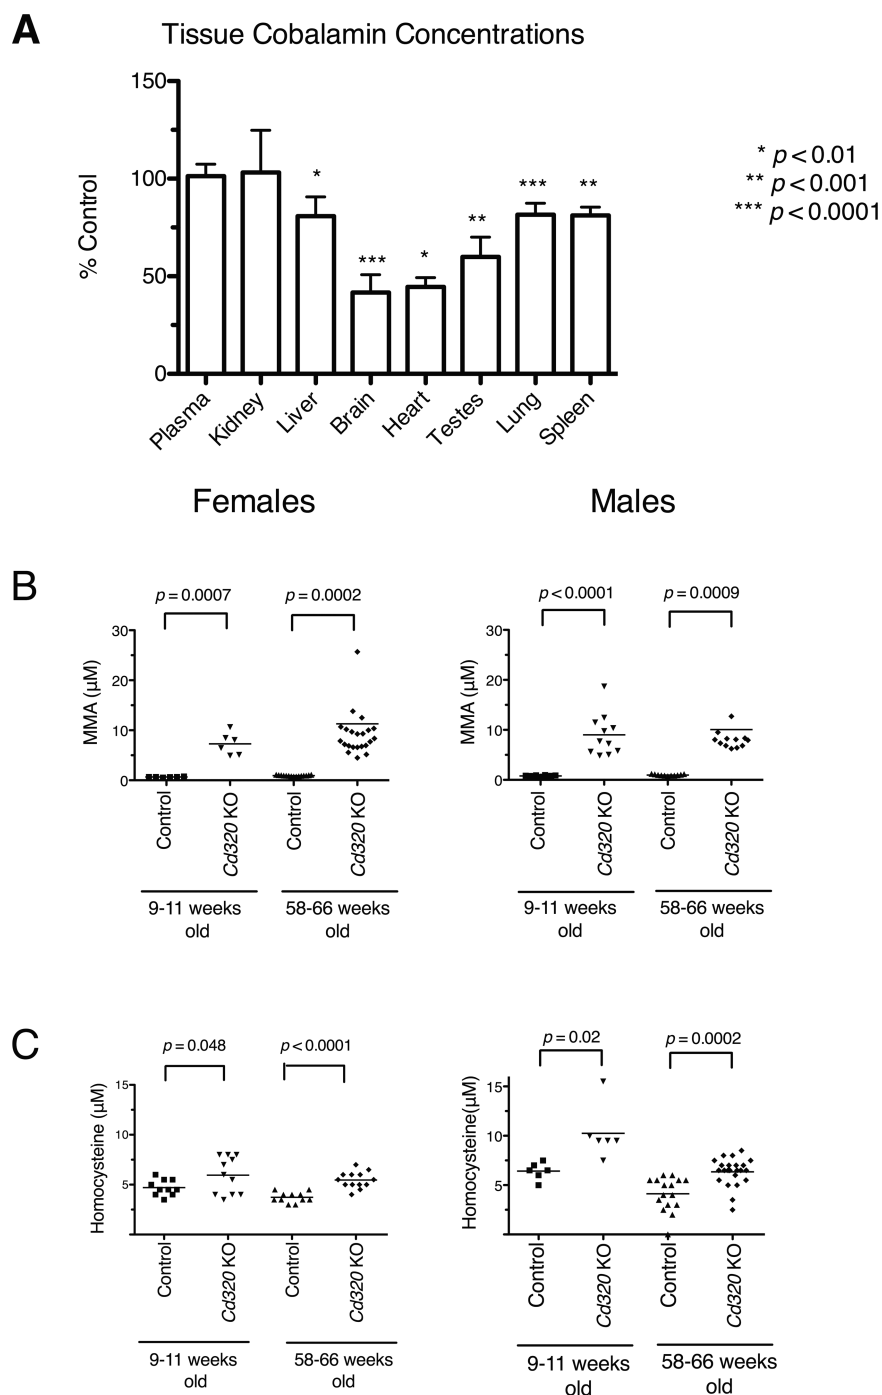 A
Tissue Cobalamin Concentrations
150
100
50
0
% Control
* p < 0.01
** p < 0.001
*** p < 0.0001
*
***
*
**
***
**
Plasma
Kidney
Liver
Brain
Heart
Testes
Lung
Spleen
Females
Males
B
p = 0.0007
p = 0.0002
30
20
10
0
MMA (µM)
Control
Cd320 KO
Control
Cd320 KO
9-11 weeks
old
58-66 weeks
old
p < 0.0001
p = 0.0009
30
20
10
0
MMA (µM)
Control
Cd320 KO
Control
Cd320 KO
9-11 weeks
old
58-66 weeks
old
C
p = 0.048
p < 0.0001
15
10
5
Homocysteine (µM)
Control
Cd320 KO
Control
Cd320 KO
9-11 weeks
old
58-66 weeks
old
p = 0.02
p = 0.0002
15
10
5
Homocysteine(µM)
Control
Cd320 KO
Control
Cd320 KO
9-11 weeks
old
58-66 weeks
old